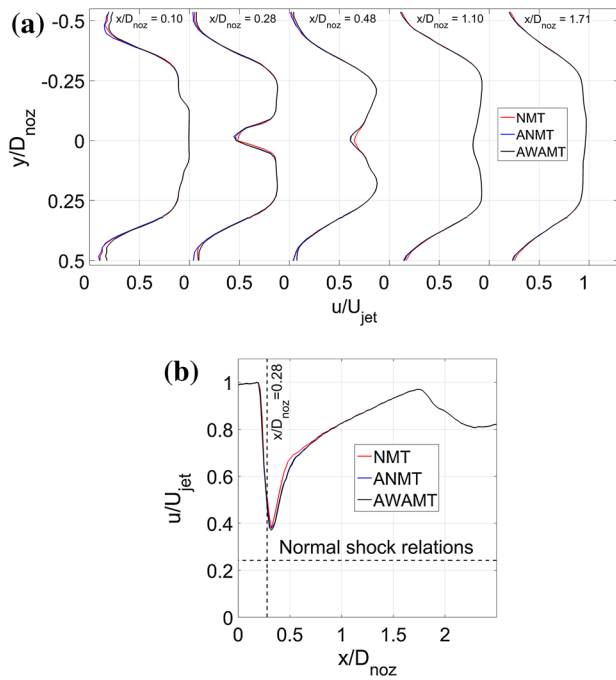 (a)
-0.5
-0.25
0
0.25
0.5
y/D_noz
x/D_noz = 0.10
x/D_noz = 0.28
x/D_noz = 0.48
x/D_noz = 1.10
x/D_noz = 1.71
NMT
ANMT
AWAMT
0 0.5 0 0.5 0 0.5 0 0.5 0 0.5 1
u/U_jet
(b)
1
0.8
0.6
0.4
0.2
0
u/U_jet
x/D_noz =0.28
NMT
ANMT
AWAMT
Normal shock relations
0 0.5 1 1.5 2
x/D_noz